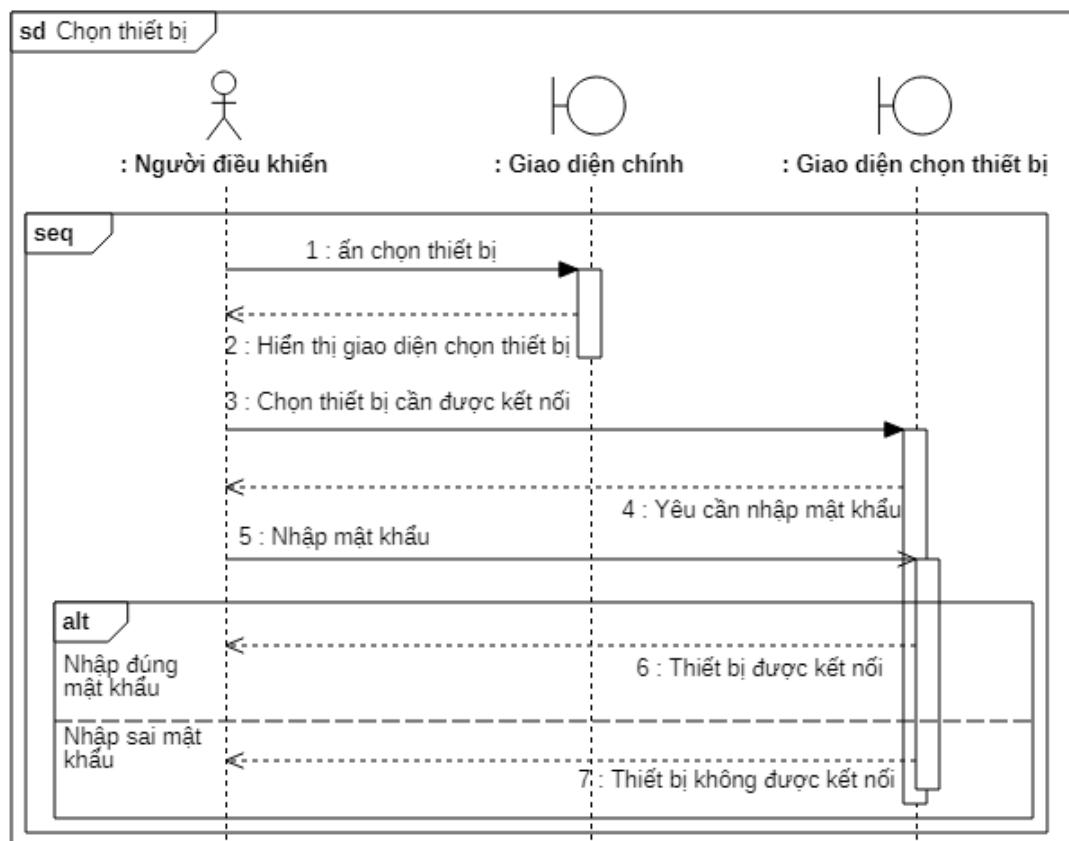 sd Chọn thiết bị
: Người điều khiển
: Giao diện chính
: Giao diện chọn thiết bị
seq
1 : ấn chọn thiết bị
2 : Hiển thị giao diện chọn thiết bị
3 : Chọn thiết bị cần được kết nối
4 : Yêu cần nhập mật khẩu
5 : Nhập mật khẩu
alt
Nhập đúng
mật khẩu
6 : Thiết bị được kết nối
Nhập sai mật
khẩu
7 : Thiết bị không được kết nối